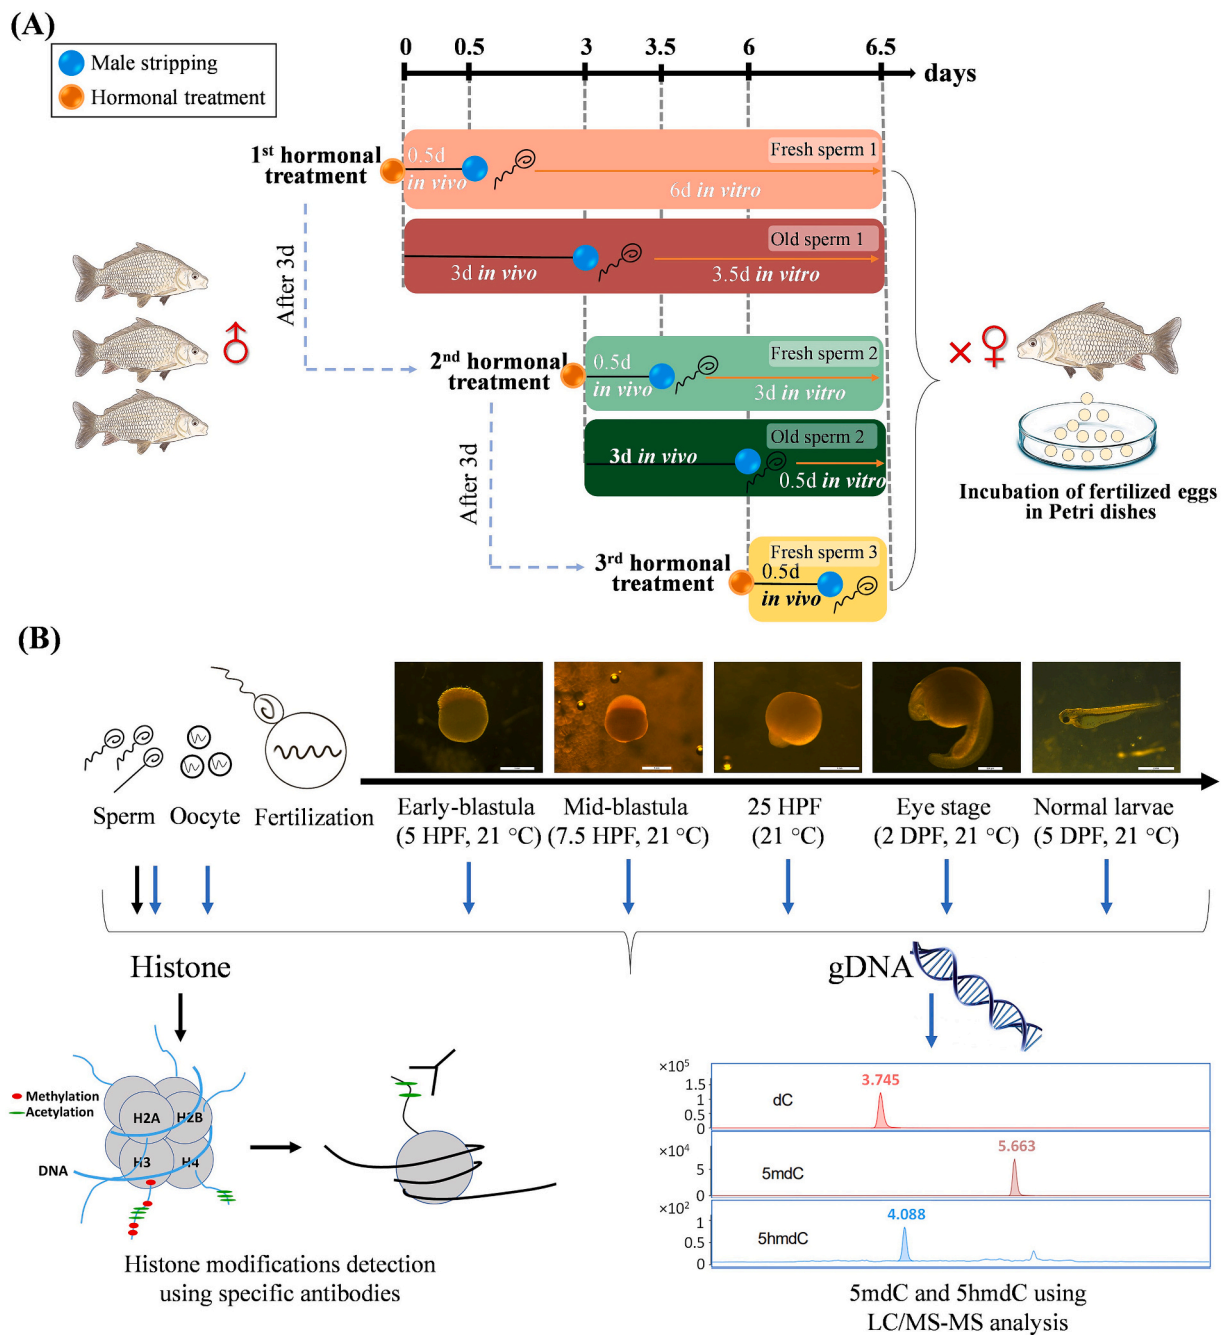 (A)
Male stripping
Hormonal treatment
0 0.5 3 3.5 6 6.5
days
1st hormonal
treatment
0.5d
in vivo
Fresh sperm 1
6d in vitro
After 3d
Old sperm 1
3d in vivo
3.5d in vitro
♂
2nd hormonal
treatment
0.5d
in vivo
Fresh sperm 2
3d in vitro
×♀
After 3d
Old sperm 2
3d in vivo
0.5d in vitro
Incubation of fertilized eggs
in Petri dishes
3rd hormonal
treatment
Fresh sperm 3
0.5d
in vivo
(B)
Sperm Oocyte Fertilization
Early-blastula
(5 HPF, 21 °C)
Mid-blastula
(7.5 HPF, 21 °C)
25 HPF
(21 °C)
Eye stage
(2 DPF, 21 °C)
Normal larvae
(5 DPF, 21 °C)
Histone
gDNA
Methylation
Acetylation
H2A H2B
H3 H4
DNA
Histone modifications detection
using specific antibodies
×10⁵
1.5
1
0.5
0
dC
3.745
×10⁴
5
0
5mdC
5.663
×10²
1
0.5
0
5hmdC
4.088
5mdC and 5hmdC using
LC/MS-MS analysis